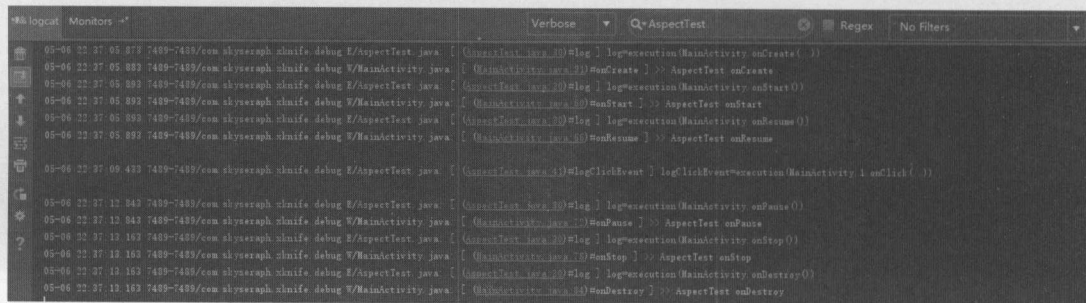 logcat Monitors Verbose AspectTest Regex No Filters
05-06 22:37:05.873 7489-7489/com.skyseraph.xknife.debug E/AspectTest.java: [ (AspectTest.java:30)#log ] log=execution(MainActivity.onCreate(..))
05-06 22:37:05.883 7489-7489/com.skyseraph.xknife.debug W/MainActivity.java: [ (MainActivity.java:91)#onCreate ] >> AspectTest onCreate
05-06 22:37:05.893 7489-7489/com.skyseraph.xknife.debug E/AspectTest.java: [ (AspectTest.java:30)#log ] log=execution(MainActivity.onStart())
05-06 22:37:05.893 7489-7489/com.skyseraph.xknife.debug W/MainActivity.java: [ (MainActivity.java:60)#onStart ] >> AspectTest onStart
05-06 22:37:05.893 7489-7489/com.skyseraph.xknife.debug E/AspectTest.java: [ (AspectTest.java:30)#log ] log=execution(MainActivity.onResume())
05-06 22:37:05.893 7489-7489/com.skyseraph.xknife.debug W/MainActivity.java: [ (MainActivity.java:66)#onResume ] >> AspectTest onResume
05-06 22:37:09.433 7489-7489/com.skyseraph.xknife.debug E/AspectTest.java: [ (AspectTest.java:41)#logClickEvent ] logClickEvent=execution(MainActivity.1.onClick(..))
05-06 22:37:12.843 7489-7489/com.skyseraph.xknife.debug E/AspectTest.java: [ (AspectTest.java:30)#log ] log=execution(MainActivity.onPause())
05-06 22:37:12.843 7489-7489/com.skyseraph.xknife.debug W/MainActivity.java: [ (MainActivity.java:72)#onPause ] >> AspectTest onPause
05-06 22:37:13.163 7489-7489/com.skyseraph.xknife.debug E/AspectTest.java: [ (AspectTest.java:30)#log ] log=execution(MainActivity.onStop())
05-06 22:37:13.163 7489-7489/com.skyseraph.xknife.debug W/MainActivity.java: [ (MainActivity.java:78)#onStop ] >> AspectTest onStop
05-06 22:37:13.163 7489-7489/com.skyseraph.xknife.debug E/AspectTest.java: [ (AspectTest.java:30)#log ] log=execution(MainActivity.onDestray())
05-06 22:37:13.163 7489-7489/com.skyseraph.xknife.debug W/MainActivity.java: [ (MainActivity.java:84)#onDestray ] >> AspectTest onDestray